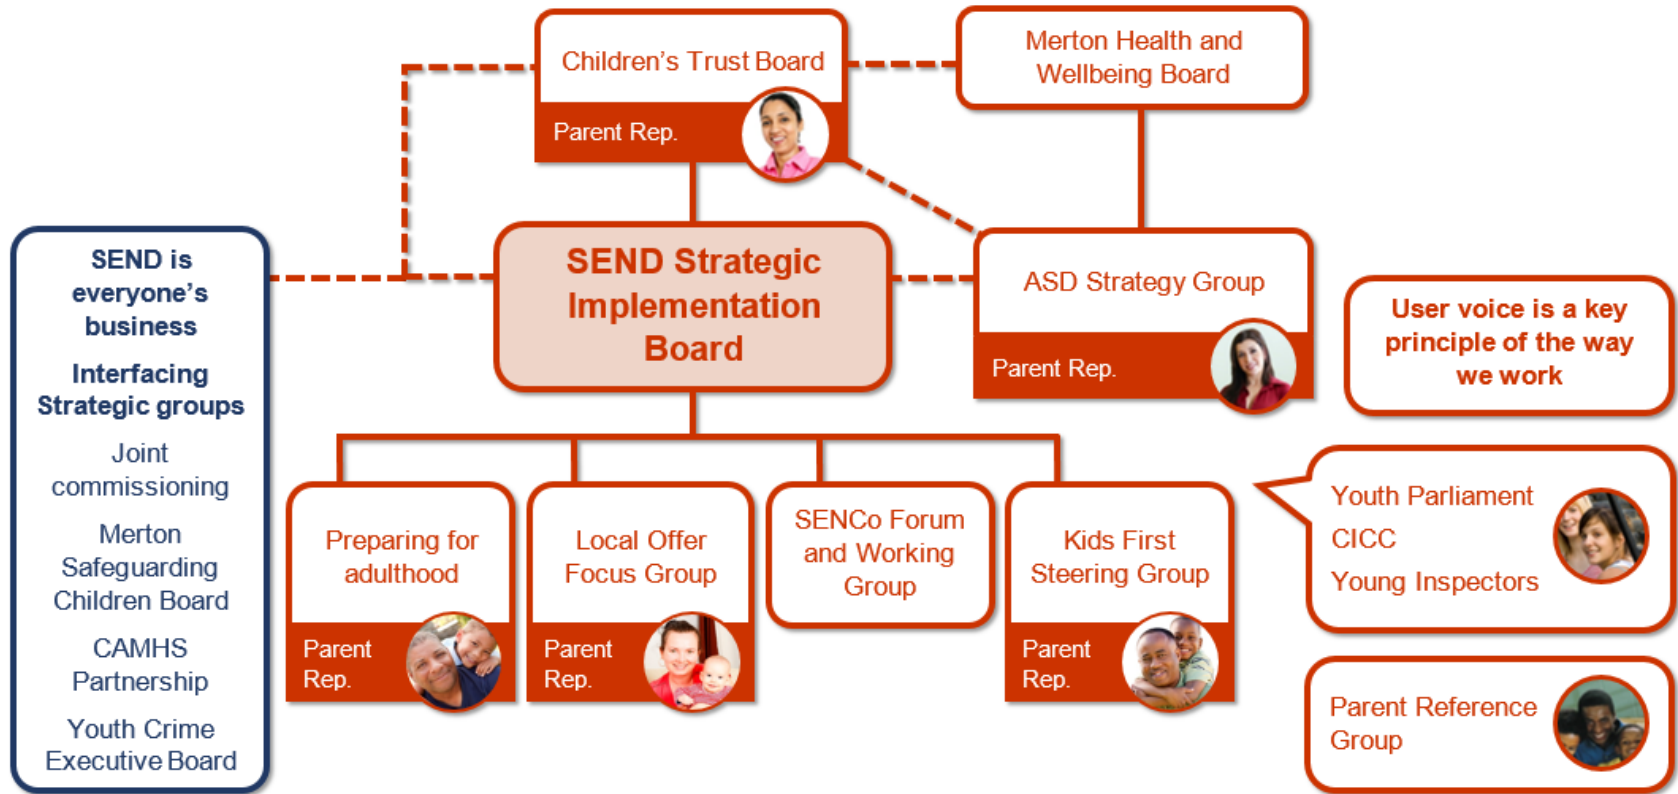 Children's Trust Board
Parent Rep.
Merton Health and
Wellbeing Board
SEND is
everyone's
business
Interfacing
Strategic groups
Joint
commissioning
Merton
Safeguarding
Children Board
CAMHS
Partnership
Youth Crime
Executive Board
SEND Strategic
Implementation
Board
ASD Strategy Group
Parent Rep.
User voice is a key
principle of the way
we work
Preparing for
adulthood
Parent
Rep.
Local Offer
Focus Group
Parent
Rep.
SENCo Forum
and Working
Group
Kids First
Steering Group
Parent
Rep.
Youth Parliament
CICC
Young Inspectors
Parent Reference
Group